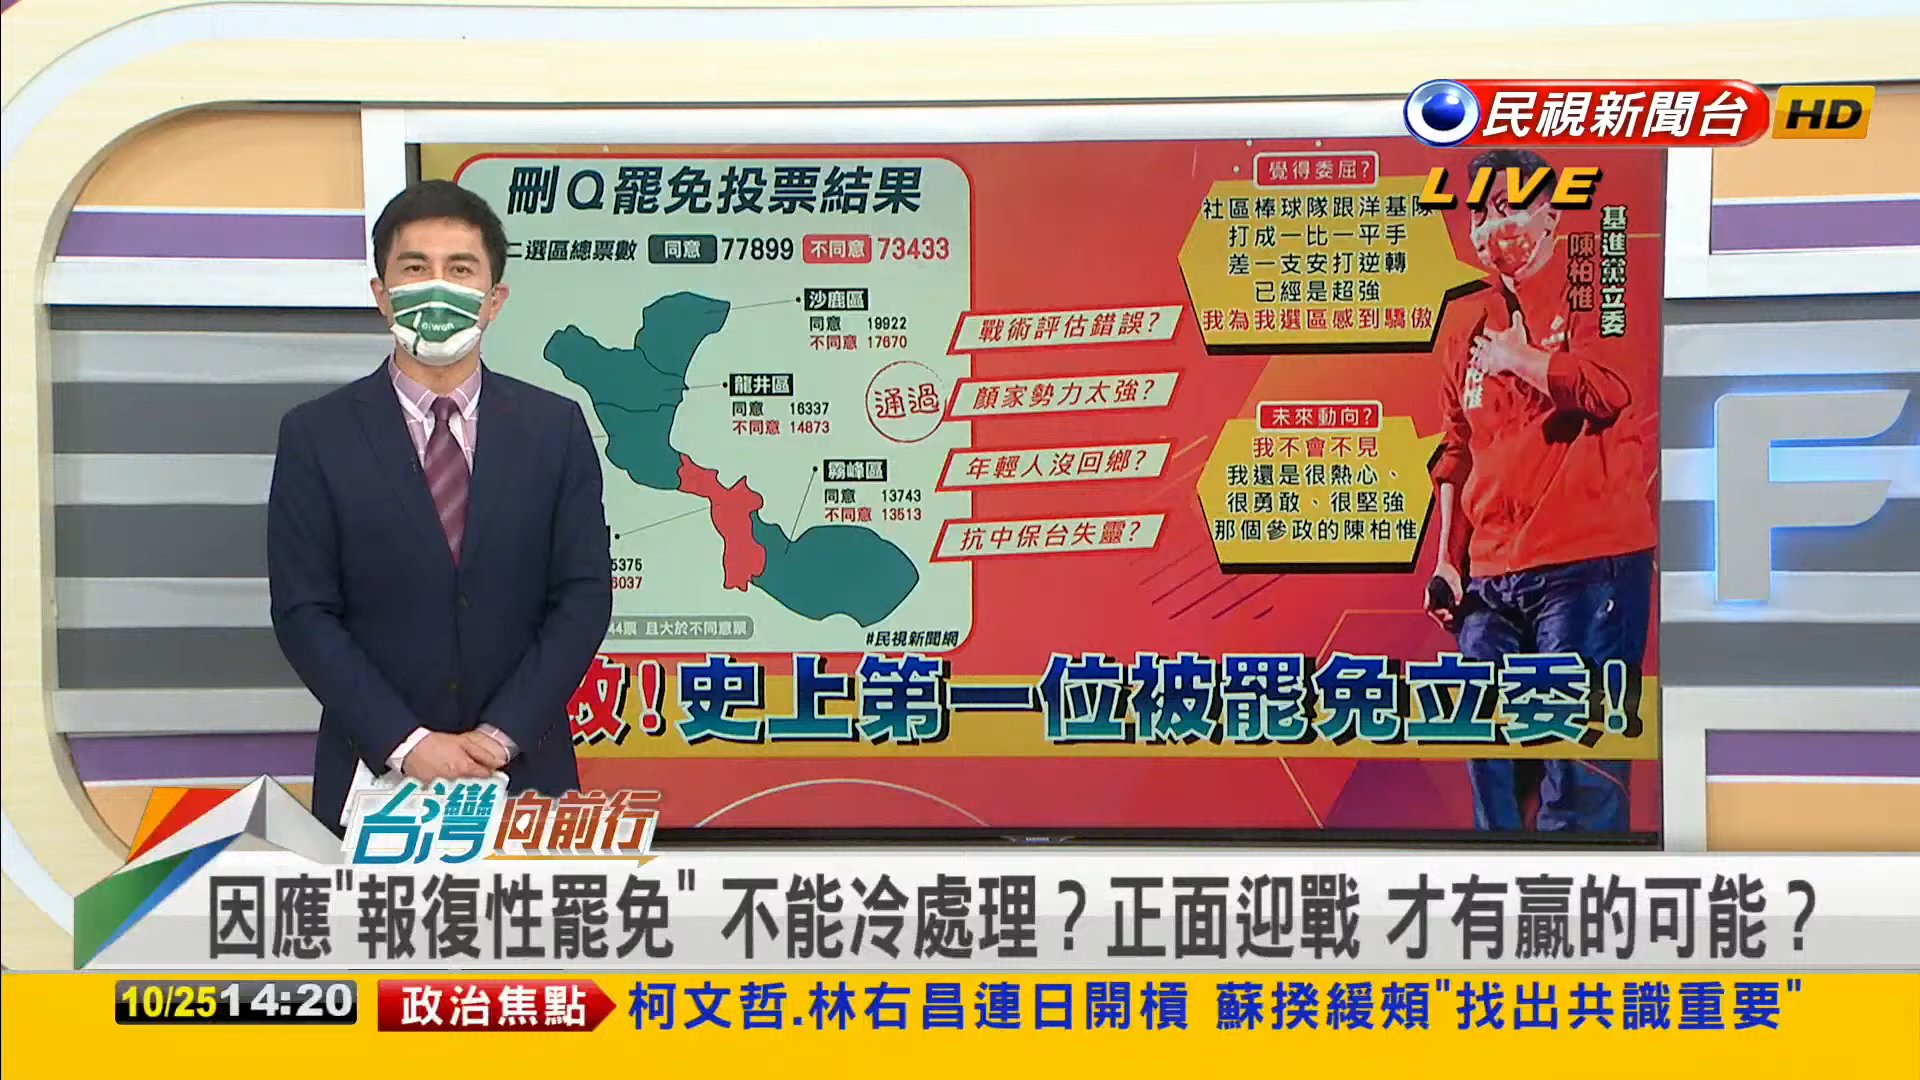 民視新聞台 HD
LIVE
刪Q罷免投票結果
二選區總票數 同意 77899 不同意 73433
沙鹿區
同意 19922
不同意 17670
龍井區
同意 16337
不同意 14873
通過
霧峰區
同意 13743
不同意 13513
5375
6037
44票 且大於不同意票
#民視新聞網
戰術評估錯誤?
顏家勢力太強?
年輕人沒回鄉?
抗中保台失靈?
覺得委屈?
社區棒球隊跟洋基隊
打成一比一平手
差一支安打逆轉
已經是超強
我為我選區感到驕傲
未來動向?
我不會不見
我還是很熱心、
很勇敢、很堅強
那個參政的陳柏惟
基進黨立委
陳柏惟
敗!史上第一位被罷免立委!
台灣向前行
因應"報復性罷免" 不能冷處理?正面迎戰 才有贏的可能?
10/25 14:20 政治焦點 柯文哲.林右昌連日開槓 蘇揆緩頰"找出共識重要"